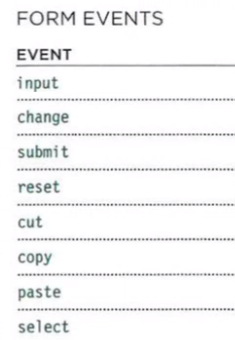 FORM EVENTS
EVENT
input
change
submit
reset
cut
copy
paste
select